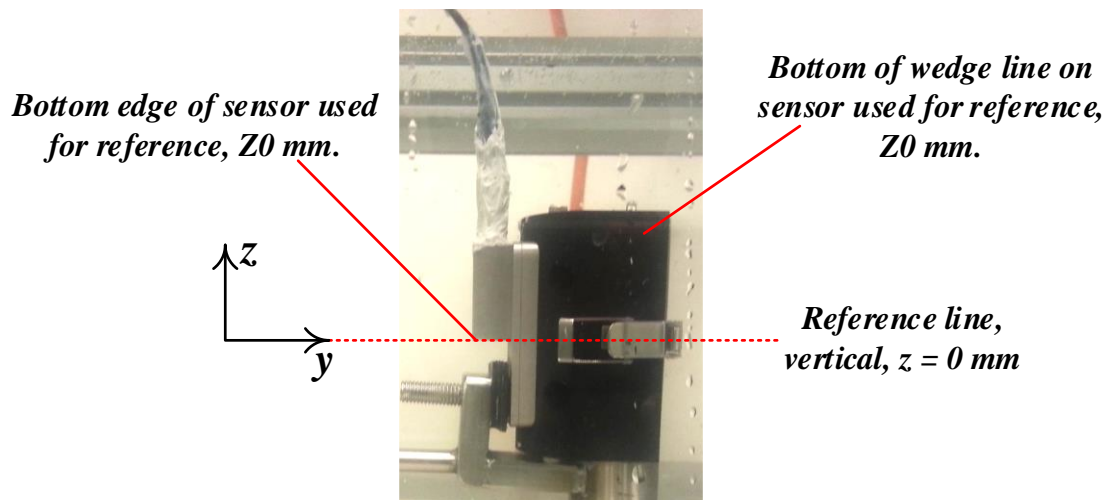 Bottom edge of sensor used
for reference, Z0 mm.
Bottom of wedge line on
sensor used for reference,
Z0 mm.
z
y
Reference line,
vertical, z = 0 mm